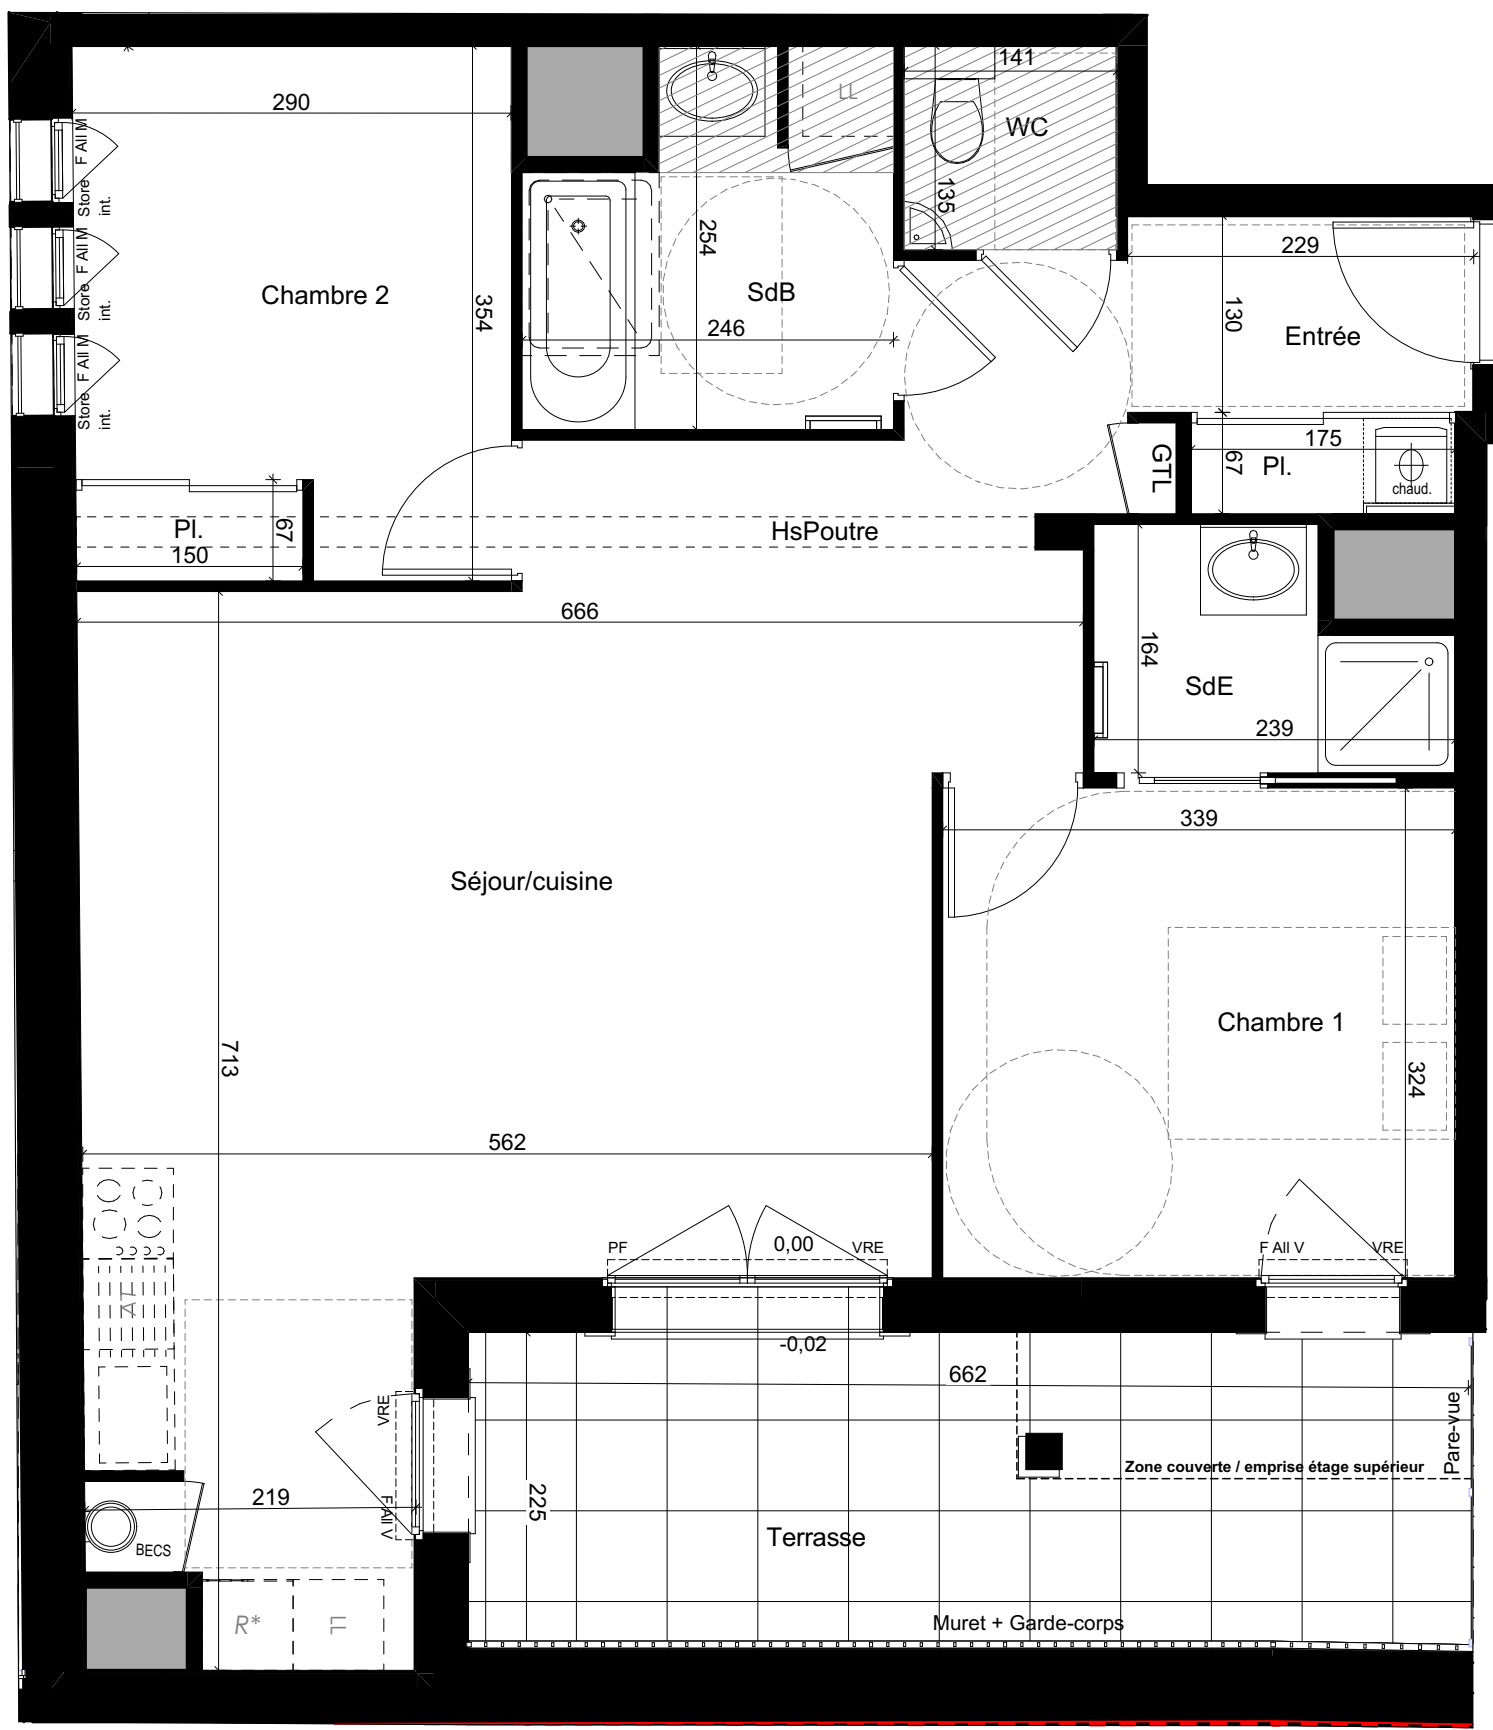 290
Chambre 2
354
Store F All M
int.
Store F All M
int.
Store F All M
int.
Pl.
150
67
LL
254
SdB
246
141
WC
135
229
130
Entrée
175
67
Pl.
chaud.
GTL
HsPoutre
666
164
SdE
239
339
Séjour/cuisine
713
562
Chambre 1
324
PF
0,00
VRE
F All V
VRE
-0,02
662
LV
VRE
F All V
219
BECS
R*
LL
225
Terrasse
Zone couverte / emprise étage supérieur
Pare-vue
Muret + Garde-corps